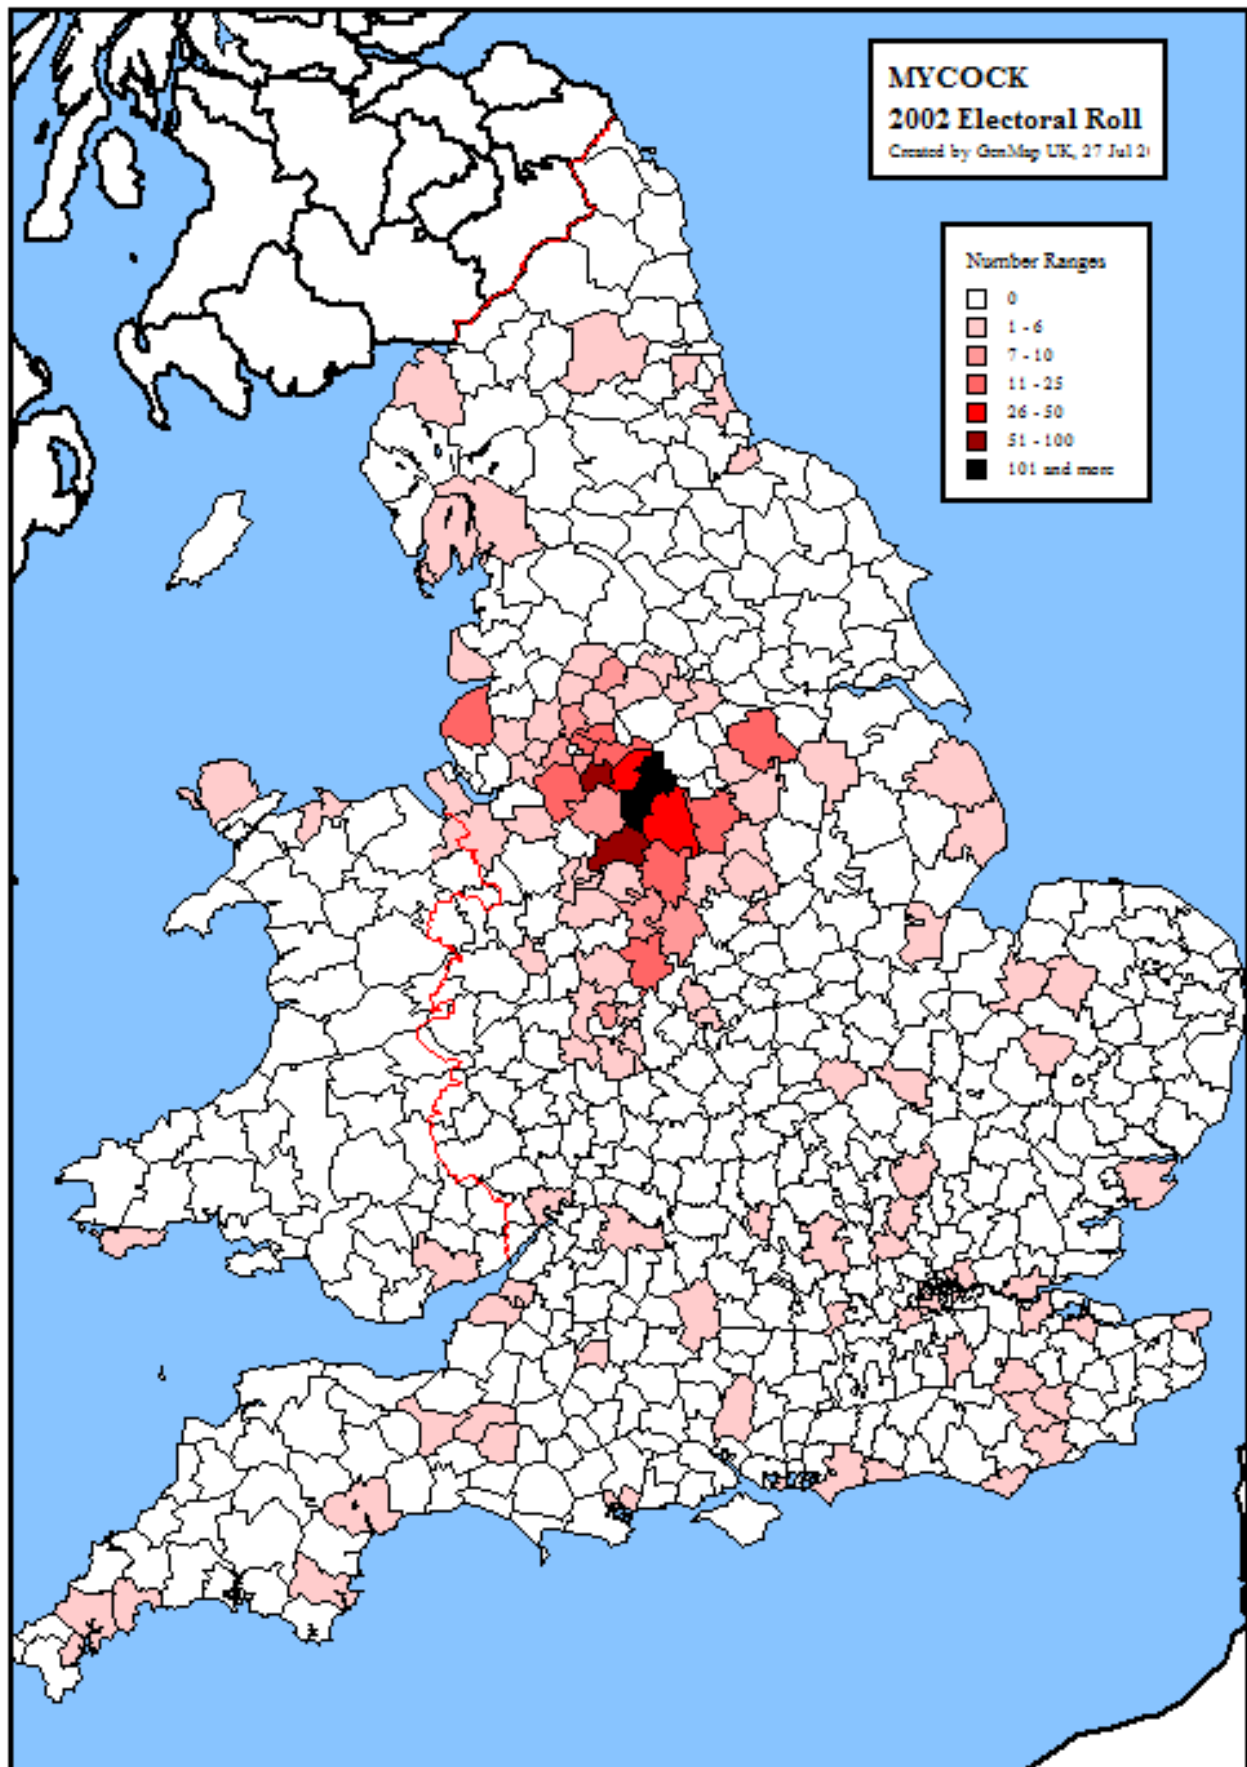 MYCOCK
2002 Electoral Roll
Created by GenMap UK, 27 Jul
Number Ranges
0
1 - 6
7 - 10
11 - 25
26 - 50
51 - 100
101 and more